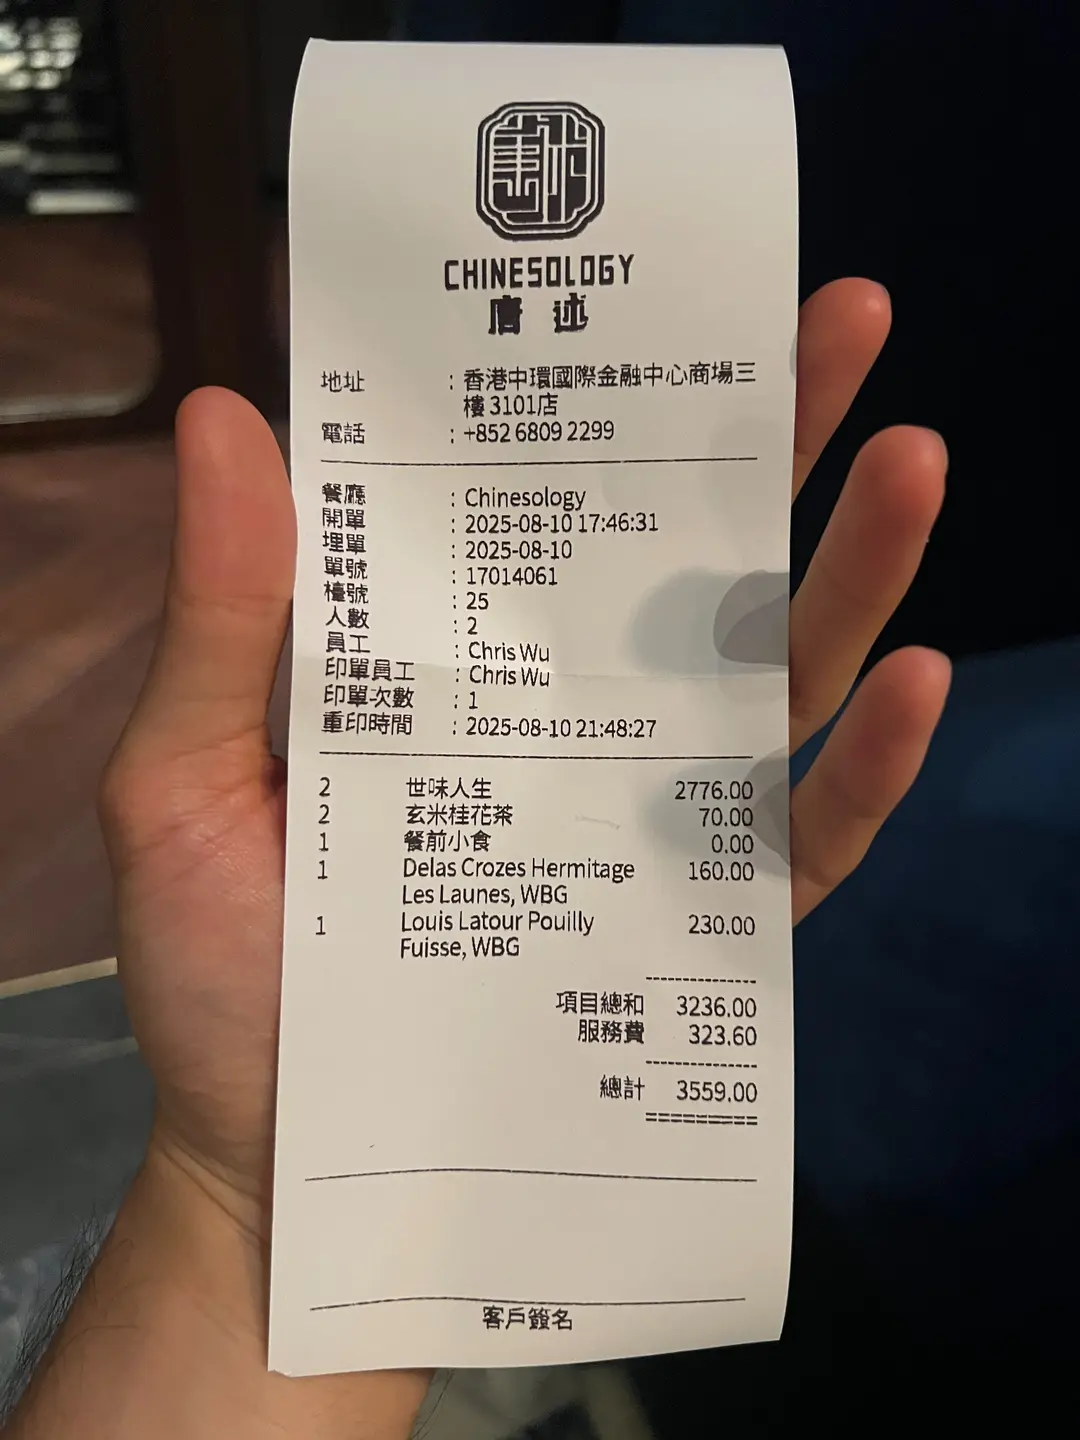 CHINESOLOGY
唐述
地址 : 香港中環國際金融中心商場三
樓 3101店
電話 : +852 6809 2299
餐廳 : Chinesology
開單 : 2025-08-10 17:46:31
埋單 : 2025-08-10
單號 : 17014061
檯號 : 25
人數 : 2
員工 : Chris Wu
印單員工 : Chris Wu
印單次數 : 1
重印時間 : 2025-08-10 21:48:27
2 世味人生 2776.00
2 玄米桂花茶 70.00
1 餐前小食 0.00
1 Delas Crozes Hermitage 160.00
Les Launes, WBG
1 Louis Latour Pouilly 230.00
Fuisse, WBG
項目總和 3236.00
服務費 323.60
總計 3559.00
客戶簽名